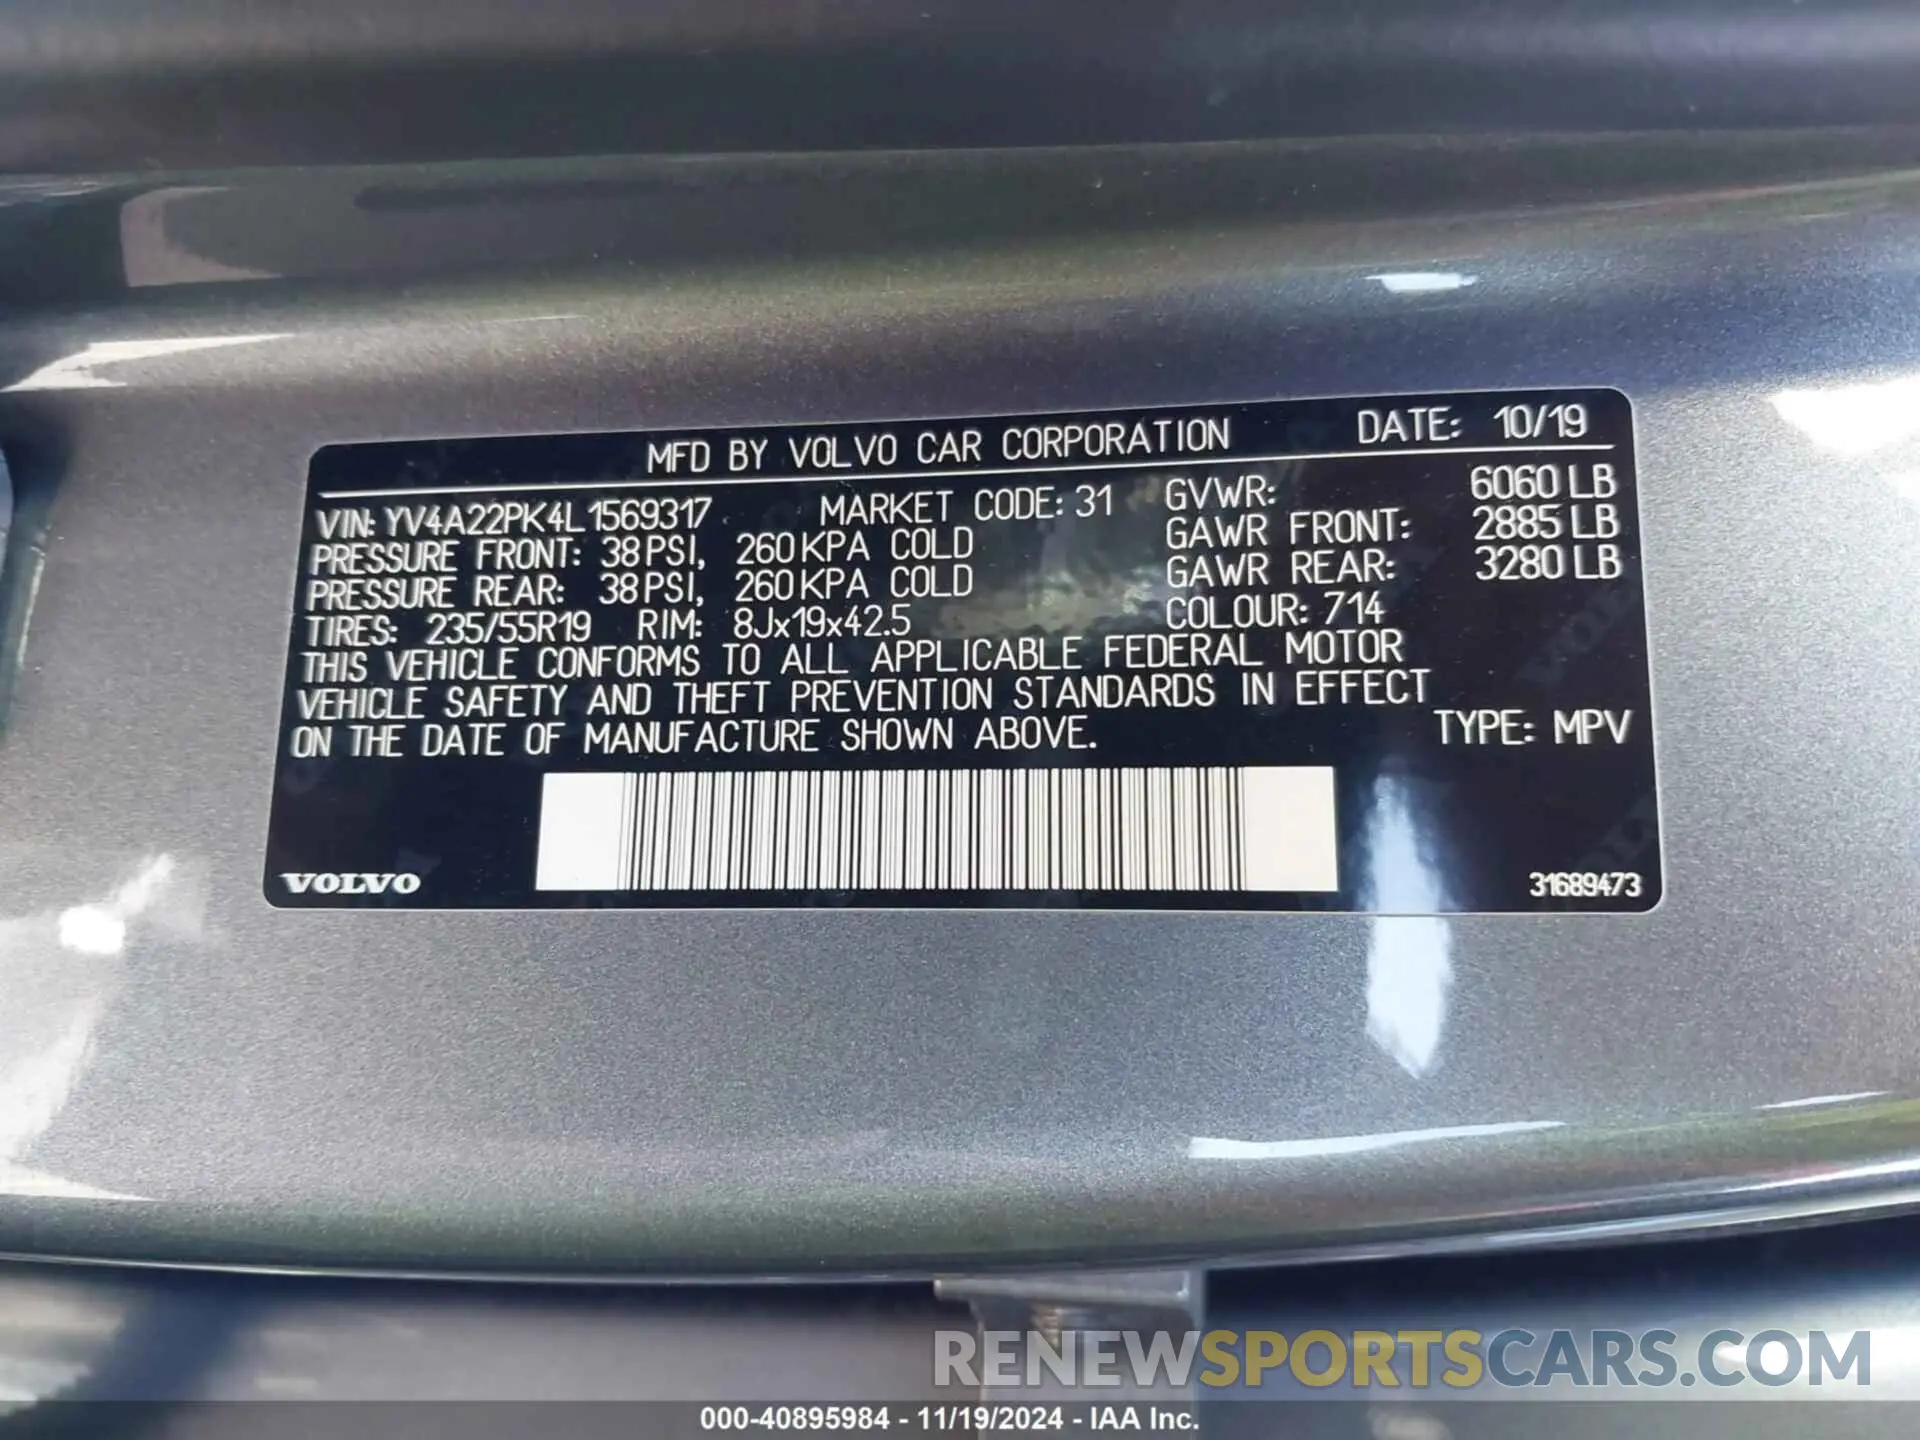 MFD BY VOLVO CAR CORPORATION DATE: 10/19
VIN: YV4A22PK4L1569317 MARKET CODE: 31 GVWR: 6060 LB
PRESSURE FRONT: 38 PSI, 260 KPA COLD GAWR FRONT: 2885 LB
PRESSURE REAR: 38 PSI, 260 KPA COLD GAWR REAR: 3280 LB
TIRES: 235/55R19 RIM: 8Jx19x42.5 COLOUR: 714
THIS VEHICLE CONFORMS TO ALL APPLICABLE FEDERAL MOTOR
VEHICLE SAFETY AND THEFT PREVENTION STANDARDS IN EFFECT
ON THE DATE OF MANUFACTURE SHOWN ABOVE. TYPE: MPV
VOLVO 31689473
RENEWSPORTSCARS.COM
000-40895984 - 11/19/2024 - IAA Inc.